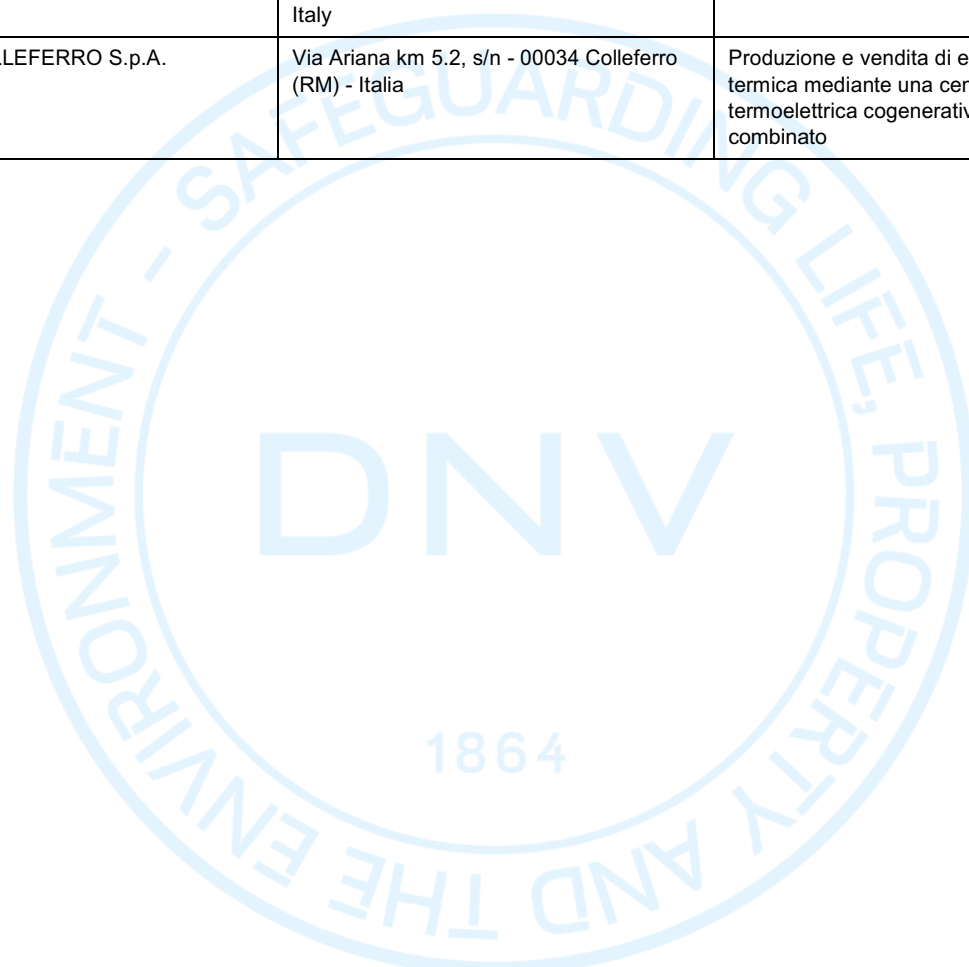 Italy
LLEFERRO S.p.A.
Via Ariana km 5.2, s/n - 00034 Colleferro
(RM) - Italia
Produzione e vendita di e
termica mediante una cen
termoelettrica cogenerativ
combinato
SAFEGUARDING LIFE, PROPERTY AND THE ENVIRONMENT -
DNV
1864